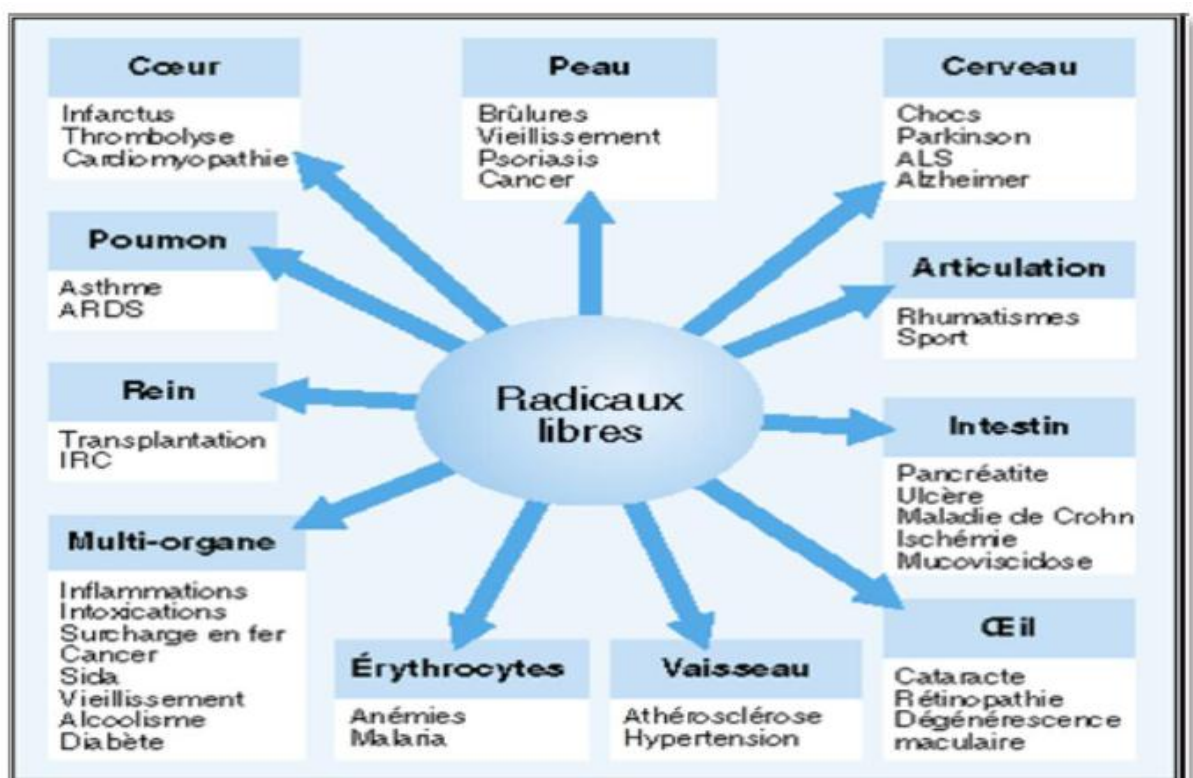 Cœur
Infarctus
Thrombolyse
Cardiomyopathie
Peau
Brûlures
Vieillissement
Psoriasis
Cancer
Cerveau
Chocs
Parkinson
ALS
Alzheimer
Poumon
Asthme
ARDS
Articulation
Rhumatismes
Sport
Rein
Transplantation
IRC
Radicaux
libres
Intestin
Pancréatite
Ulcère
Maladie de Crohn
Ischémie
Mucoviscidose
Multi-organe
Inflammations
Intoxications
Surcharge en fer
Cancer
Sida
Vieillissement
Alcoolisme
Diabète
Érythrocytes
Anémies
Malaria
Vaisseau
Athérosclérose
Hypertension
Œil
Cataracte
Rétinopathie
Dégénérescence
maculaire